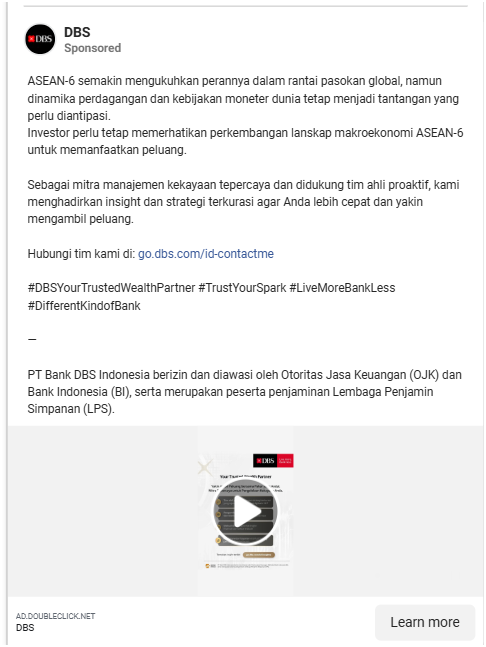 DBS
DBS
Sponsored
ASEAN-6 semakin mengukuhkan perannya dalam rantai pasokan global, namun
dinamika perdagangan dan kebijakan moneter dunia tetap menjadi tantangan yang
perlu diantipasi.
Investor perlu tetap memerhatikan perkembangan lanskap makroekonomi ASEAN-6
untuk memanfaatkan peluang.
Sebagai mitra manajemen kekayaan tepercaya dan didukung tim ahli proaktif, kami
menghadirkan insight dan strategi terkurasi agar Anda lebih cepat dan yakin
mengambil peluang.
Hubungi tim kami di: go.dbs.com/id-contactme
#DBSYourTrustedWealthPartner #TrustYourSpark #LiveMoreBankLess
#DifferentKindofBank
—
PT Bank DBS Indonesia berizin dan diawasi oleh Otoritas Jasa Keuangan (OJK) dan
Bank Indonesia (BI), serta merupakan peserta penjaminan Lembaga Penjamin
Simpanan (LPS).
DBS
Your Partner
AD.DOUBLECLICK.NET
DBS
Learn more